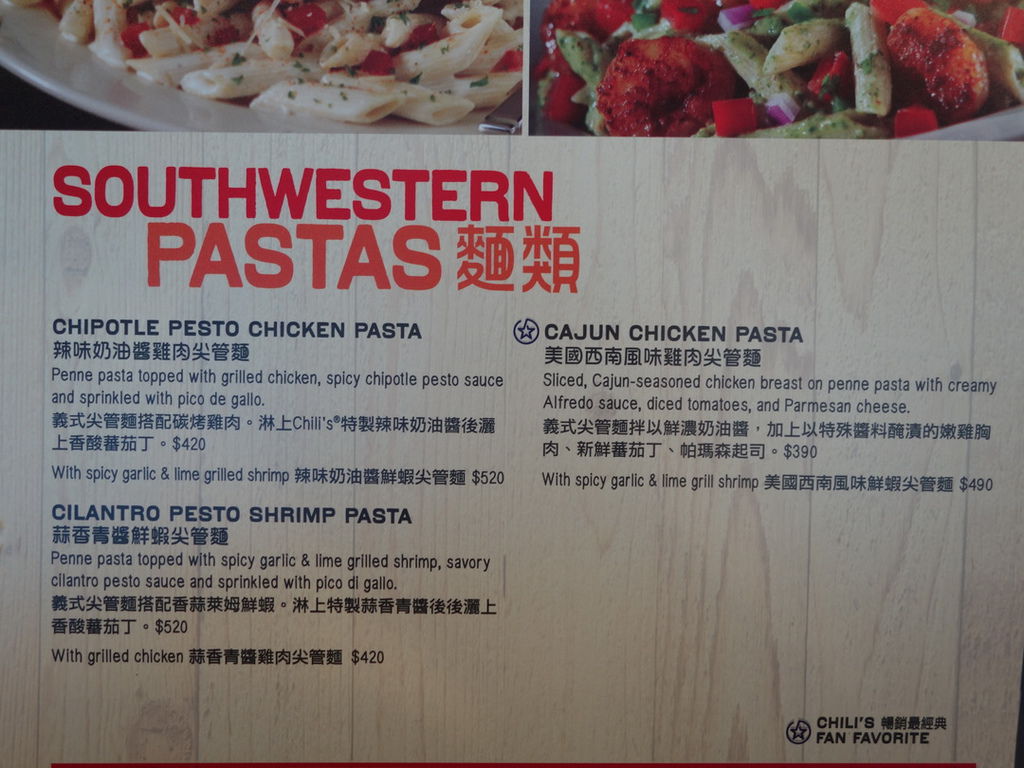 SOUTHWESTERN
PASTAS 麵類
CHIPOTLE PESTO CHICKEN PASTA
辣味奶油醬雞肉尖管麵
Penne pasta topped with grilled chicken, spicy chipotle pesto sauce
and sprinkled with pico de gallo.
義式尖管麵搭配碳烤雞肉。淋上Chili's®特製辣味奶油醬後灑
上香酸蕃茄丁。$420
With spicy garlic & lime grilled shrimp 辣味奶油醬鮮蝦尖管麵 $520
CILANTRO PESTO SHRIMP PASTA
蒜香青醬鮮蝦尖管麵
Penne pasta topped with spicy garlic & lime grilled shrimp, savory
cilantro pesto sauce and sprinkled with pico di gallo.
義式尖管麵搭配香蒜萊姆鮮蝦。淋上特製蒜香青醬後後灑上
香酸蕃茄丁。$520
With grilled chicken 蒜香青醬雞肉尖管麵 $420
CAJUN CHICKEN PASTA
美國西南風味雞肉尖管麵
Sliced, Cajun-seasoned chicken breast on penne pasta with creamy
Alfredo sauce, diced tomatoes, and Parmesan cheese.
義式尖管麵拌以鮮濃奶油醬，加上以特殊醬料醃漬的嫩雞胸
肉、新鮮蕃茄丁、帕瑪森起司。$390
With spicy garlic & lime grill shrimp 美國西南風味鮮蝦尖管麵 $490
CHILI'S 暢銷最經典
FAN FAVORITE